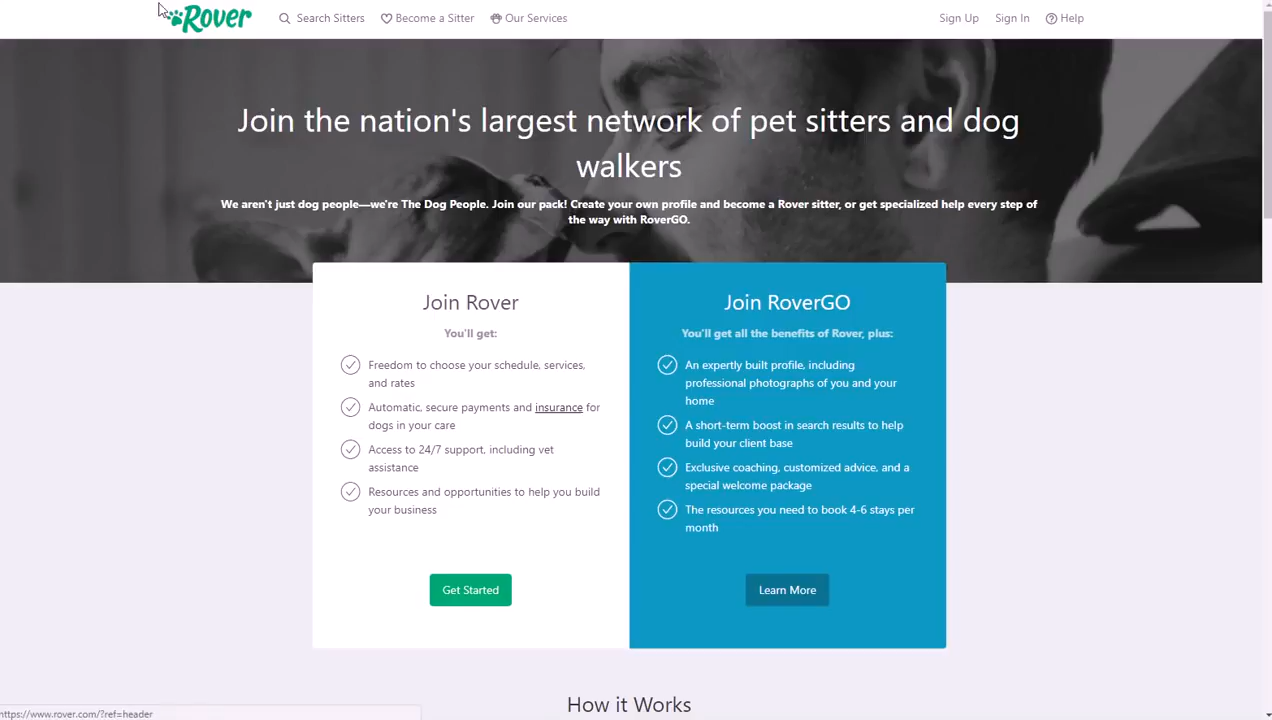 Rover Search Sitters Become a Sitter Our Services Sign Up Sign In Help
Join the nation's largest network of pet sitters and dog
walkers
We aren't just dog people—we're The Dog People. Join our pack! Create your own profile and become a Rover sitter, or get specialized help every step of
the way with RoverGO.
Join Rover
You'll get:
Freedom to choose your schedule, services,
and rates
Automatic, secure payments and insurance for
dogs in your care
Access to 24/7 support, including vet
assistance
Resources and opportunities to help you build
your business
Get Started
Join RoverGO
You'll get all the benefits of Rover, plus:
An expertly built profile, including
professional photographs of you and your
home
A short-term boost in search results to help
build your client base
Exclusive coaching, customized advice, and a
special welcome package
The resources you need to book 4-6 stays per
month
Learn More
How it Works
https://www.rover.com/?ref=header